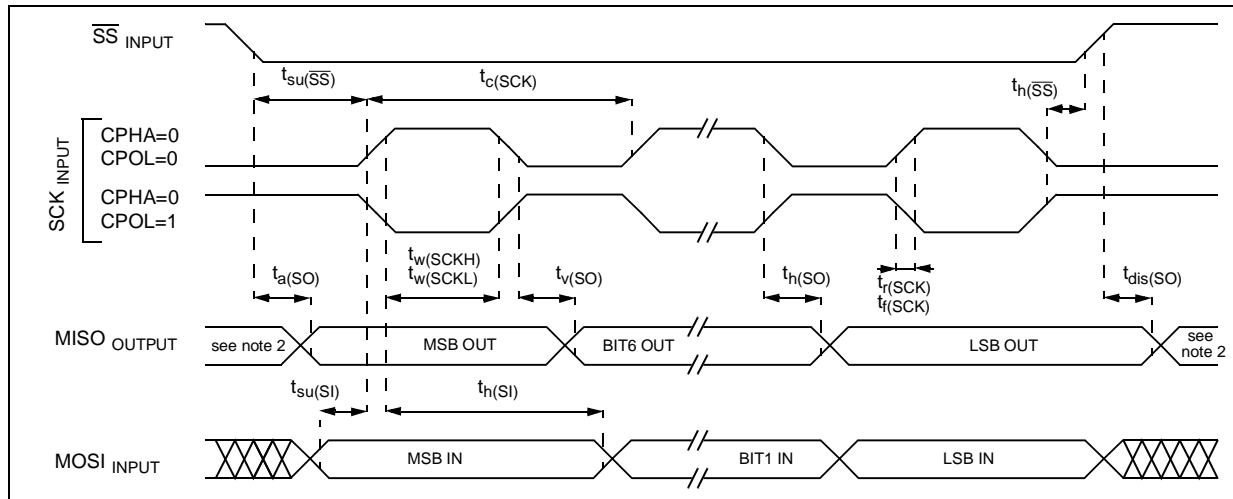 SS INPUT
tsu(SS)
tc(SCK)
th(SS)
SCK INPUT
CPHA=0
CPOL=0
CPHA=0
CPOL=1
ta(SO)
tw(SCKH)
tw(SCKL)
tv(SO)
th(SO)
tr(SCK)
tf(SCK)
tdis(SO)
MISO OUTPUT
see note 2
MSB OUT
BIT6 OUT
LSB OUT
see
note 2
tsu(SI)
th(SI)
MOSI INPUT
MSB IN
BIT1 IN
LSB IN